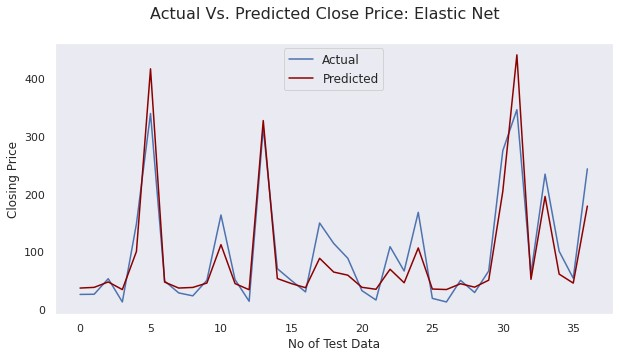 Actual Vs. Predicted Close Price: Elastic Net
Actual
Predicted
Closing Price
400
300
200
100
0
0 5 10 15 20 25 30 35
No of Test Data